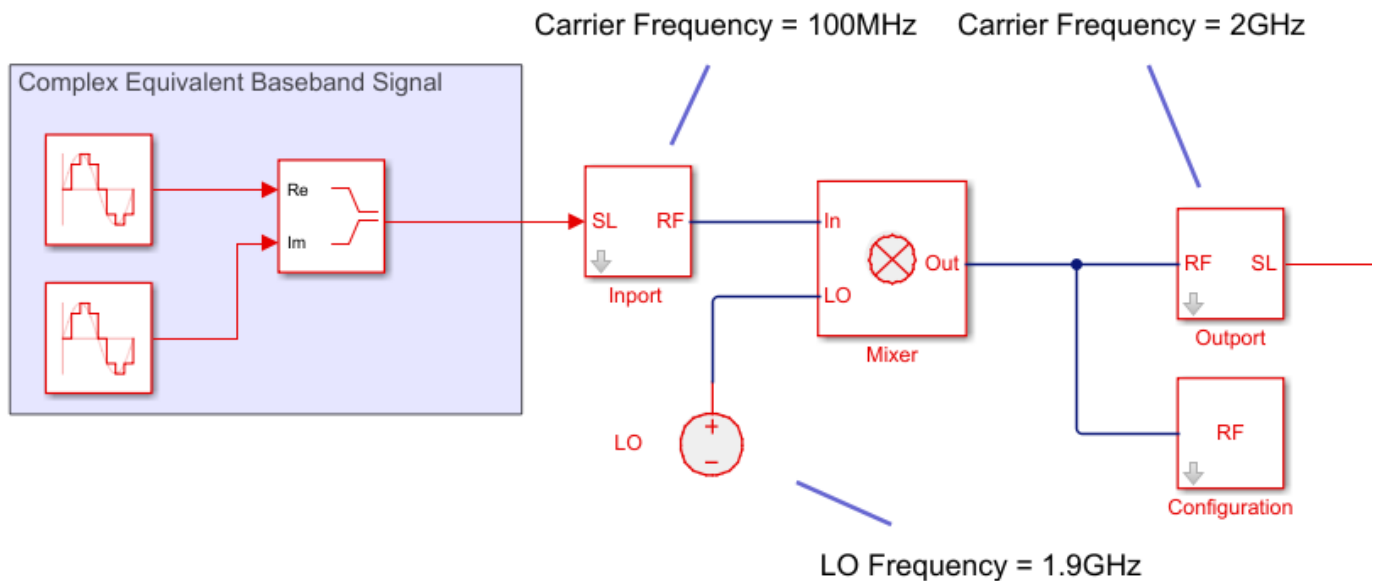 Carrier Frequency = 100MHz
Carrier Frequency = 2GHz
Complex Equivalent Baseband Signal
Re
Im
SL
RF
Inport
In
LO
Out
Mixer
RF
SL
Outport
LO
RF
Configuration
LO Frequency = 1.9GHz